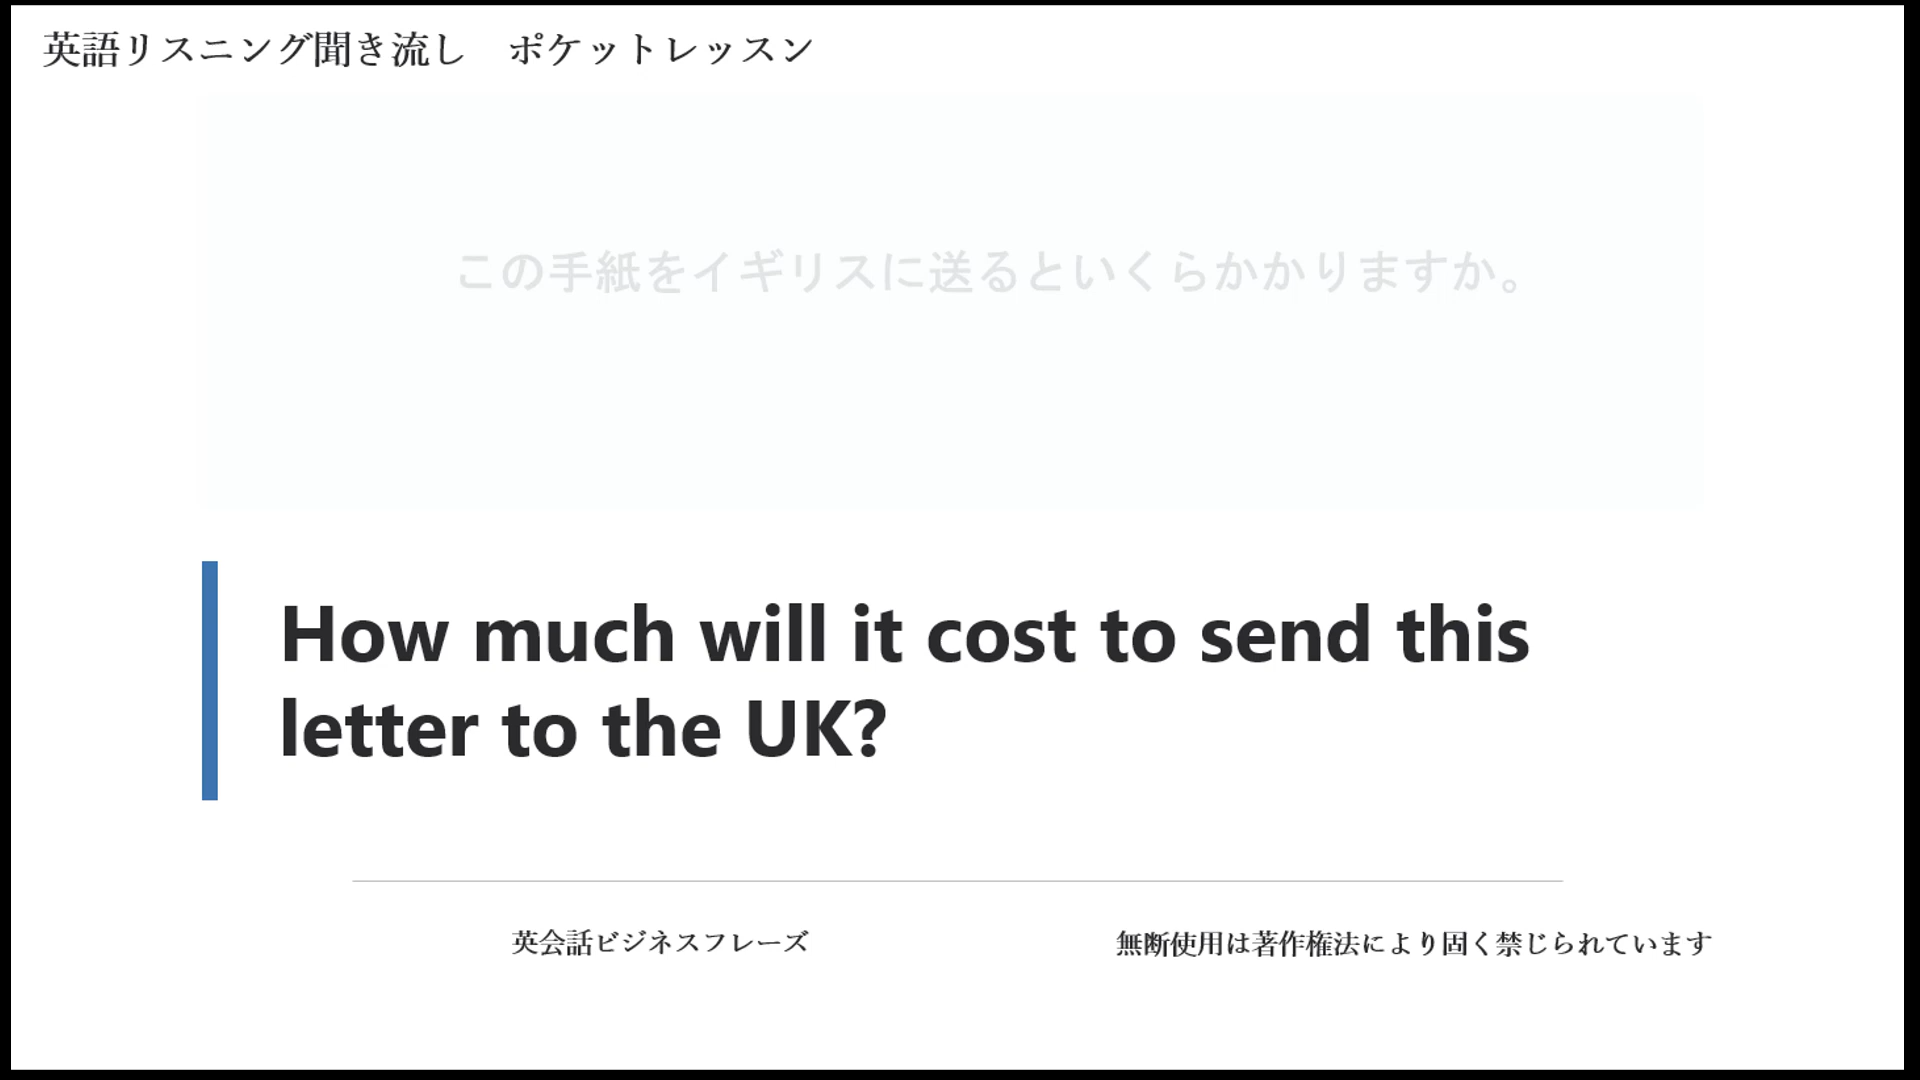 英語リスニング聞き流し　ポケットレッスン
この手紙をイギリスに送るといくらかかりますか。
How much will it cost to send this
letter to the UK?
英会話ビジネスフレーズ
無断使用は著作権法により固く禁じられています